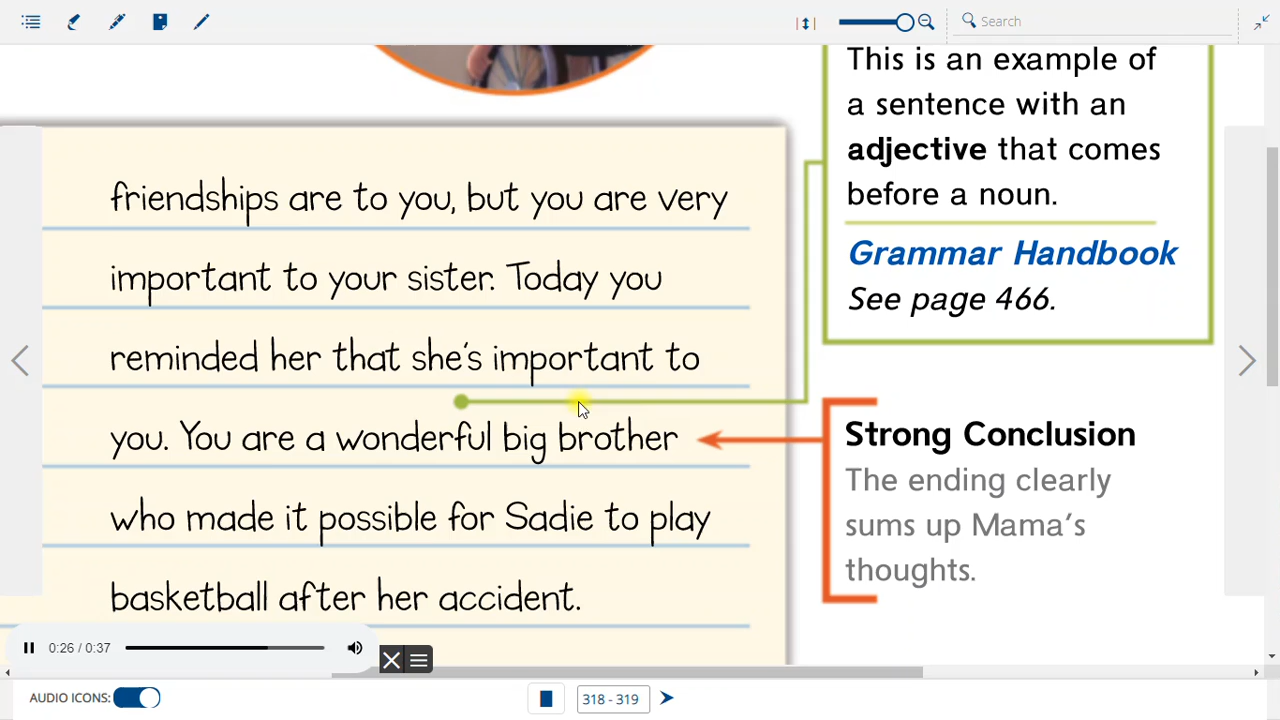 Search
This is an example of
a sentence with an
adjective that comes
before a noun.
Grammar Handbook
See page 466.
friendships are to you, but you are very
important to your sister. Today you
reminded her that she's important to
you. You are a wonderful big brother
who made it possible for Sadie to play
basketball after her accident.
Strong Conclusion
The ending clearly
sums up Mama's
thoughts.
0:26 / 0:37
AUDIO ICONS:
318 - 319